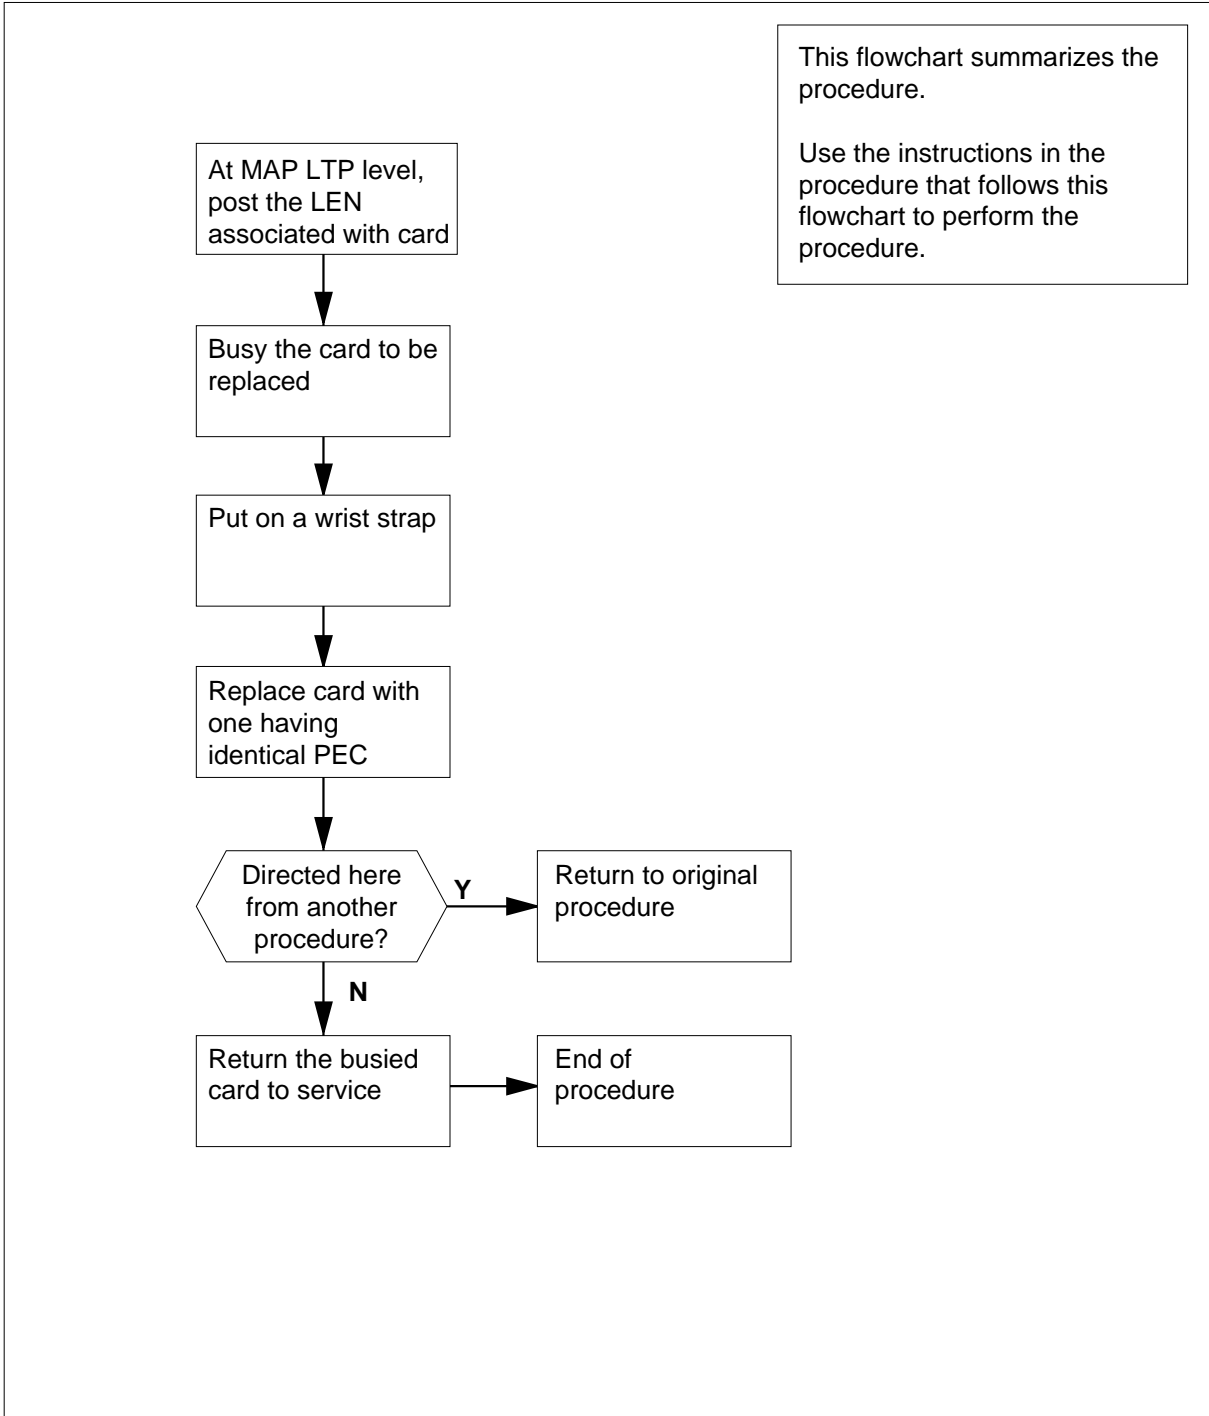 This flowchart summarizes the
procedure.
Use the instructions in the
procedure that follows this
flowchart to perform the
procedure.
At MAP LTP level,
post the LEN
associated with card
Busy the card to be
replaced
Put on a wrist strap
Replace card with
one having
identical PEC
Directed here
from another
procedure?
Y
Return to original
procedure
N
Return the busied
card to service
End of
procedure